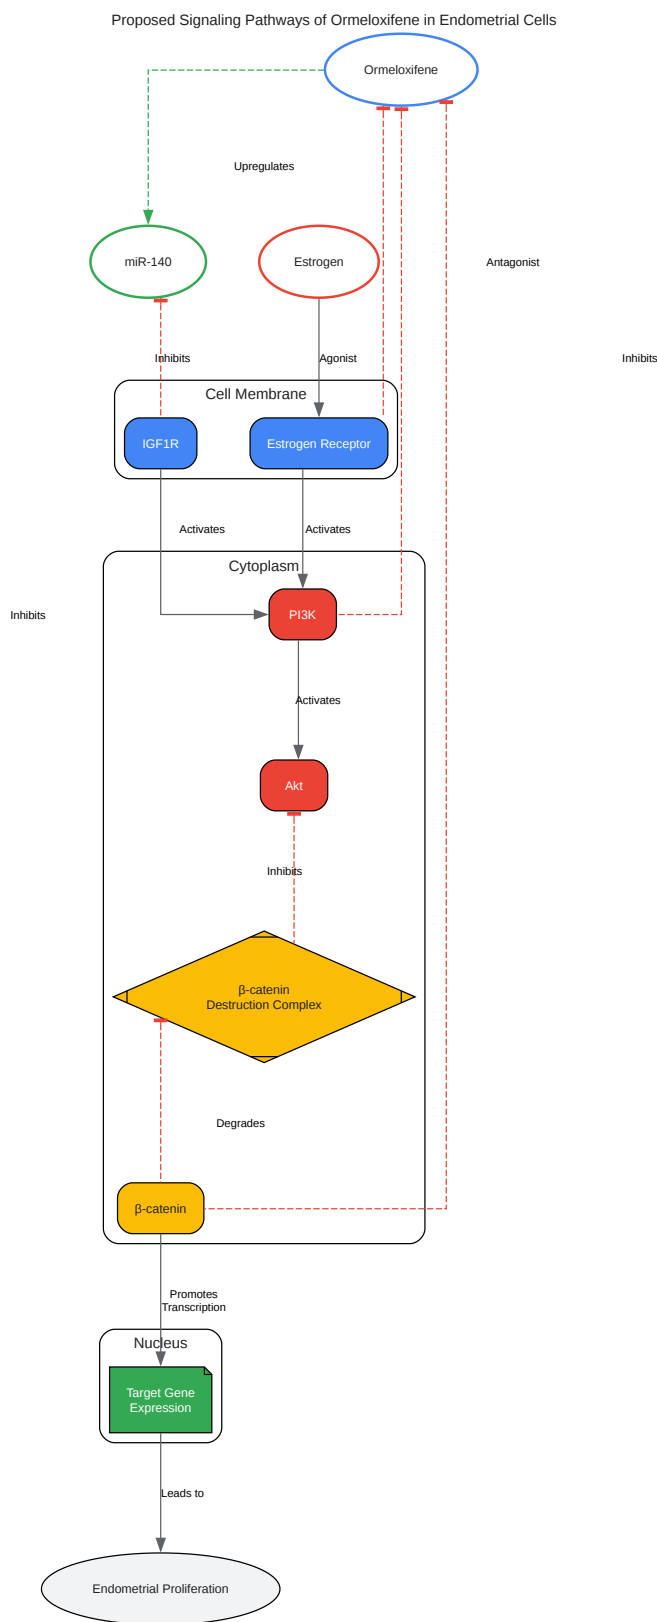 Proposed Signaling Pathways of Ormeloxifene in Endometrial Cells
Ormeloxifene
Upregulates
miR-140
Estrogen
Antagonist
Inhibits
Agonist
Inhibits
Cell Membrane
IGF1R
Estrogen Receptor
Activates
Activates
Cytoplasm
Inhibits
PI3K
Activates
Akt
Inhibits
β-catenin
Destruction Complex
Degrades
β-catenin
Promotes
Transcription
Nucleus
Target Gene
Expression
Leads to
Endometrial Proliferation